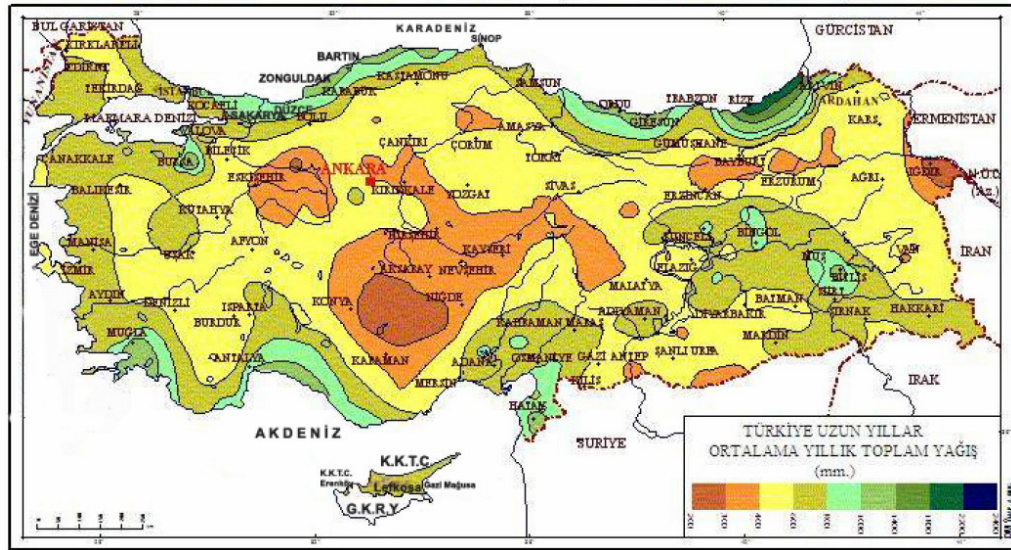 BULGARİSTAN
KARADENİZ
GÜRCİSTAN
SİNOP
KIRKLARELİ
BARTIN
EDİRNE
KASTAMONU
ZONGULDAK
SAMSUN
TEKİRDAĞ
İSTANBUL
KARABÜK
ORDU
TRABZON
RİZE
ARTVİN
ARDAHAN
KOCAELİ
DÜZCE
SAKARYA
BOLU
GİRESUN
MARMARA DENİZİ
YALOVA
ÇANKIRI
ÇORUM
AMASYA
GÜMÜŞHANE
KARS
ERMENİSTAN
ÇANAKKALE
BURSA
BİLECİK
TOKAT
BAYBURT
ANKARA
ESKİŞEHİR
KIRIKKALE
YOZGAT
SİVAS
ERZİNCAN
ERZURUM
AĞRI
IĞDIR
(Az.)
BALIKESİR
KÜTAHYA
EGE DENİZİ
MANİSA
UŞAK
AFYON
KIRŞEHİR
KAYSERİ
TUNCELİ
BİNGÖL
VAN
İRAN
İZMİR
AKSARAY
NEVŞEHİR
ELAZIĞ
MUŞ
BİTLİS
AYDIN
DENİZLİ
ISPARTA
KONYA
NİĞDE
MALATYA
BATMAN
SİİRT
MUĞLA
BURDUR
KAHRAMAN MARAŞ
ADIYAMAN
DİYARBAKIR
ŞIRNAK
HAKKARİ
ANTALYA
KARAMAN
ADANA
OSMANİYE
GAZİ ANTEP
ŞANLI URFA
MARDİN
MERSİN
KİLİS
HATAY
IRAK
AKDENİZ
SURİYE
TÜRKİYE UZUN YILLAR
ORTALAMA YILLIK TOPLAM YAĞIŞ
(mm.)
K.K.T.C
K.K.T.C.
Erenköy
Lefkoşa
Gazi Mağusa
G.K.R.Y